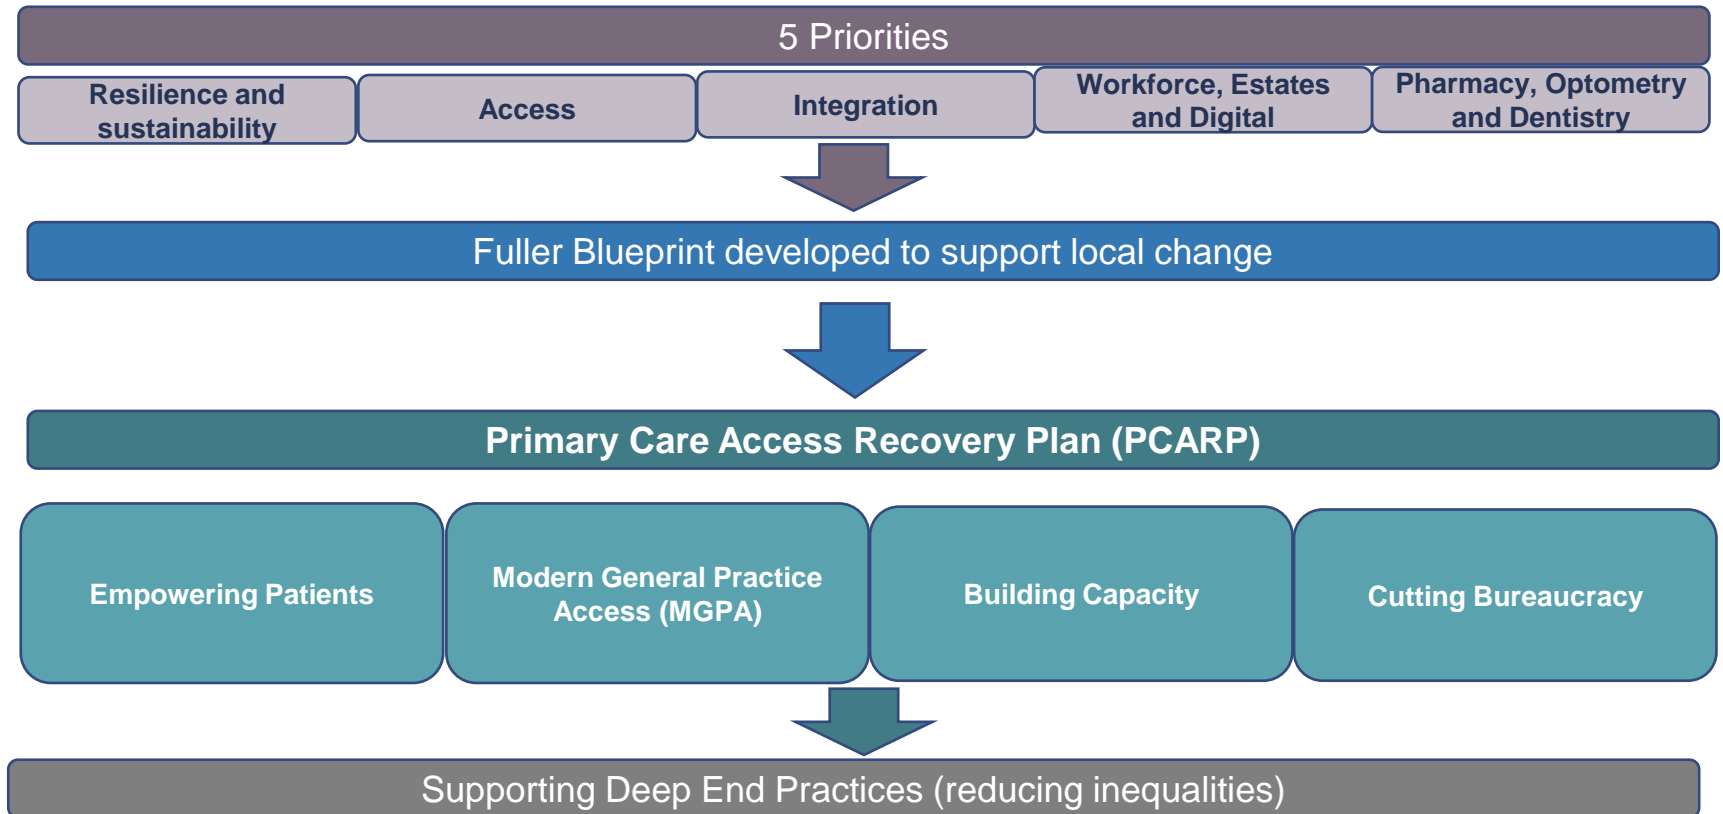 5 Priorities
Resilience and
sustainability
Access
Integration
Workforce, Estates
and Digital
Pharmacy, Optometry
and Dentistry
Fuller Blueprint developed to support local change
Primary Care Access Recovery Plan (PCARP)
Empowering Patients
Modern General Practice
Access (MGPA)
Building Capacity
Cutting Bureaucracy
Supporting Deep End Practices (reducing inequalities)